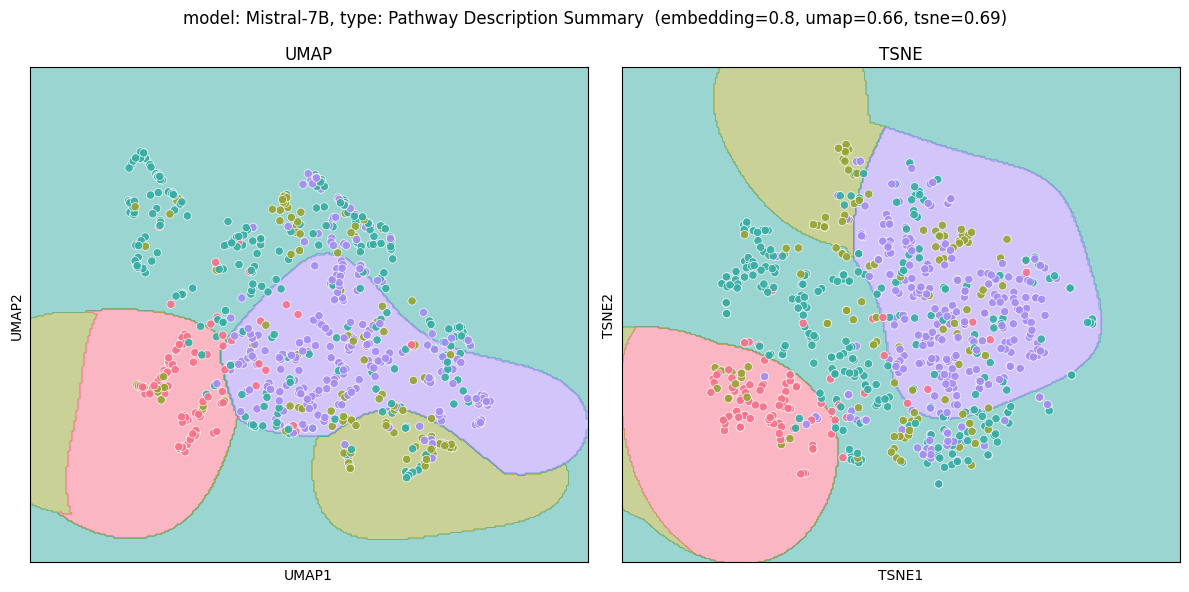 model: Mistral-7B, type: Pathway Description Summary  (embedding=0.8, umap=0.66, tsne=0.69)
UMAP
TSNE
UMAP2
TSNE2
UMAP1
TSNE1